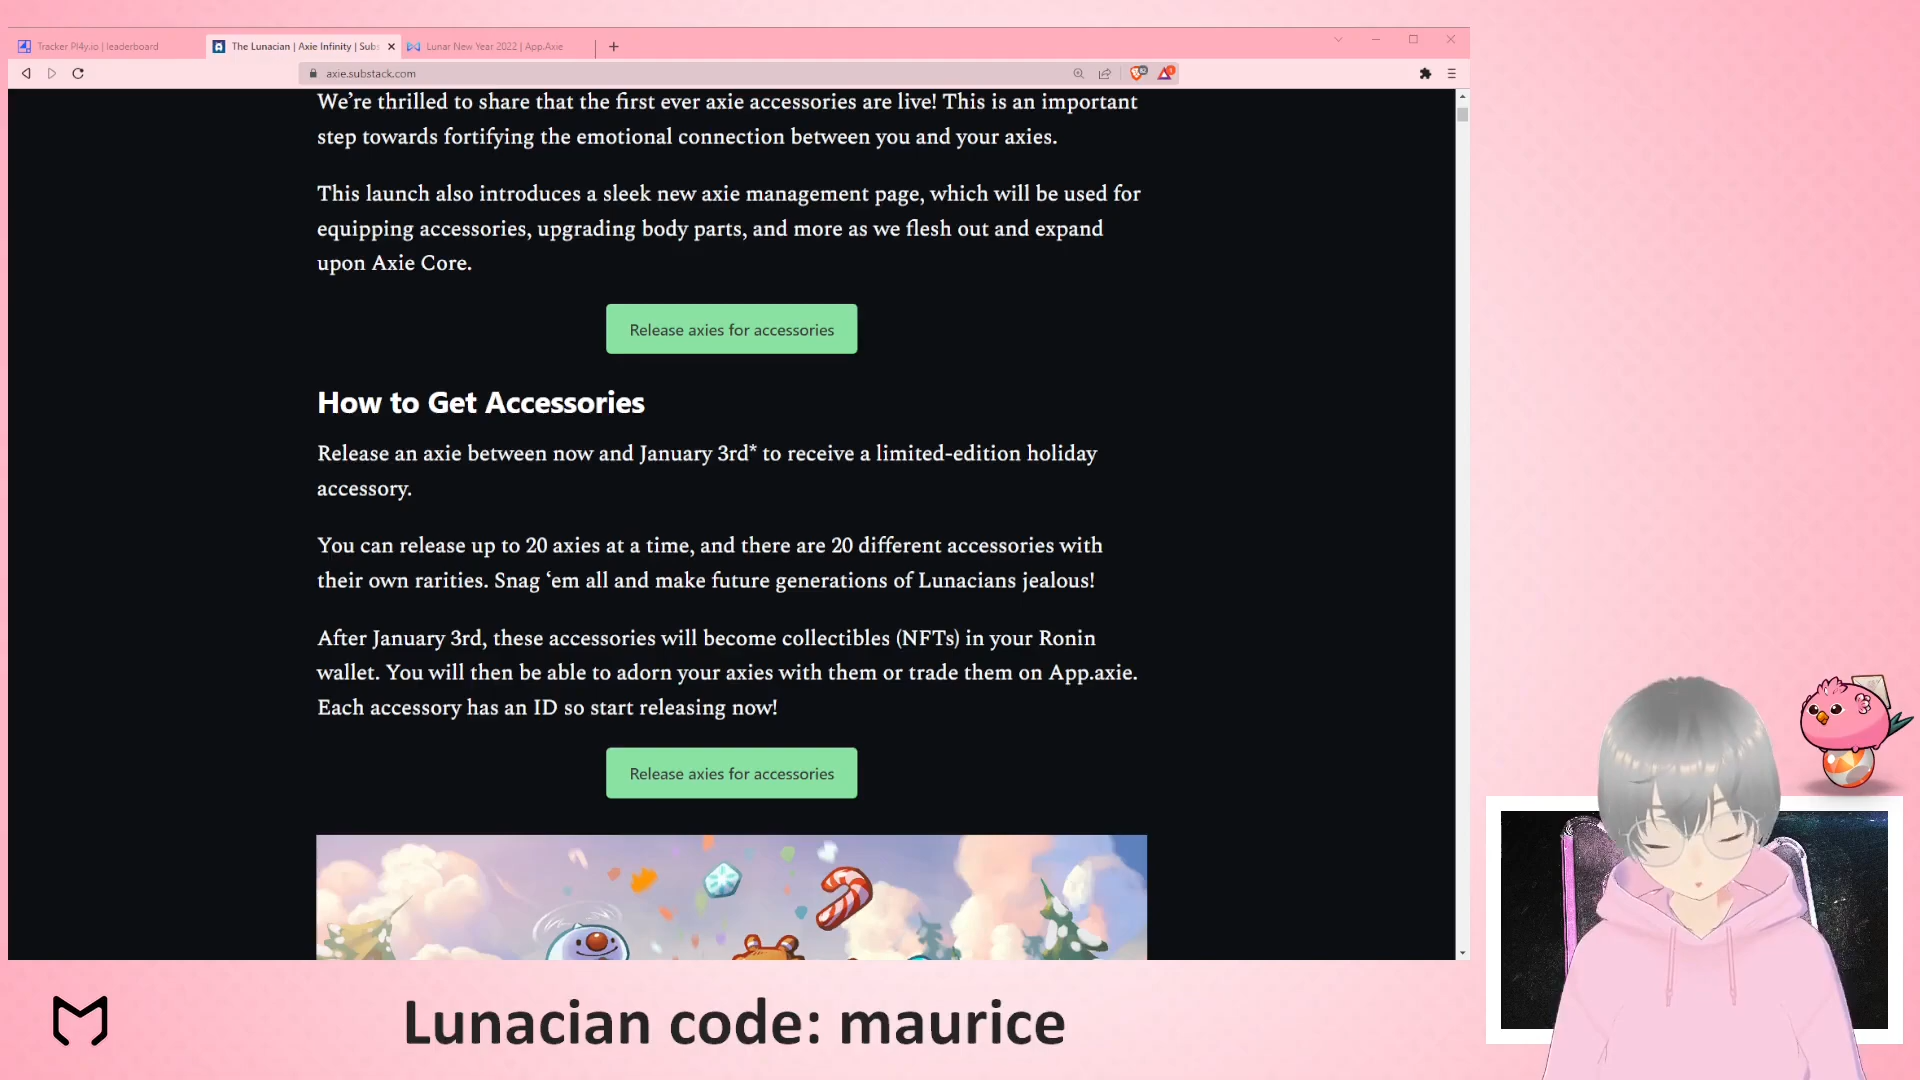 Tracker Pl4y.io | leaderboard
The Lunacian | Axie Infinity | Sub
Lunar New Year 2022 | App.Axie
axie.substack.com
We’re thrilled to share that the first ever axie accessories are live! This is an important
step towards fortifying the emotional connection between you and your axies.
This launch also introduces a sleek new axie management page, which will be used for
equipping accessories, upgrading body parts, and more as we flesh out and expand
upon Axie Core.
Release axies for accessories
How to Get Accessories
Release an axie between now and January 3rd* to receive a limited-edition holiday
accessory.
You can release up to 20 axies at a time, and there are 20 different accessories with
their own rarities. Snag ‘em all and make future generations of Lunacians jealous!
After January 3rd, these accessories will become collectibles (NFTs) in your Ronin
wallet. You will then be able to adorn your axies with them or trade them on App.axie.
Each accessory has an ID so start releasing now!
Release axies for accessories
Lunacian code: maurice